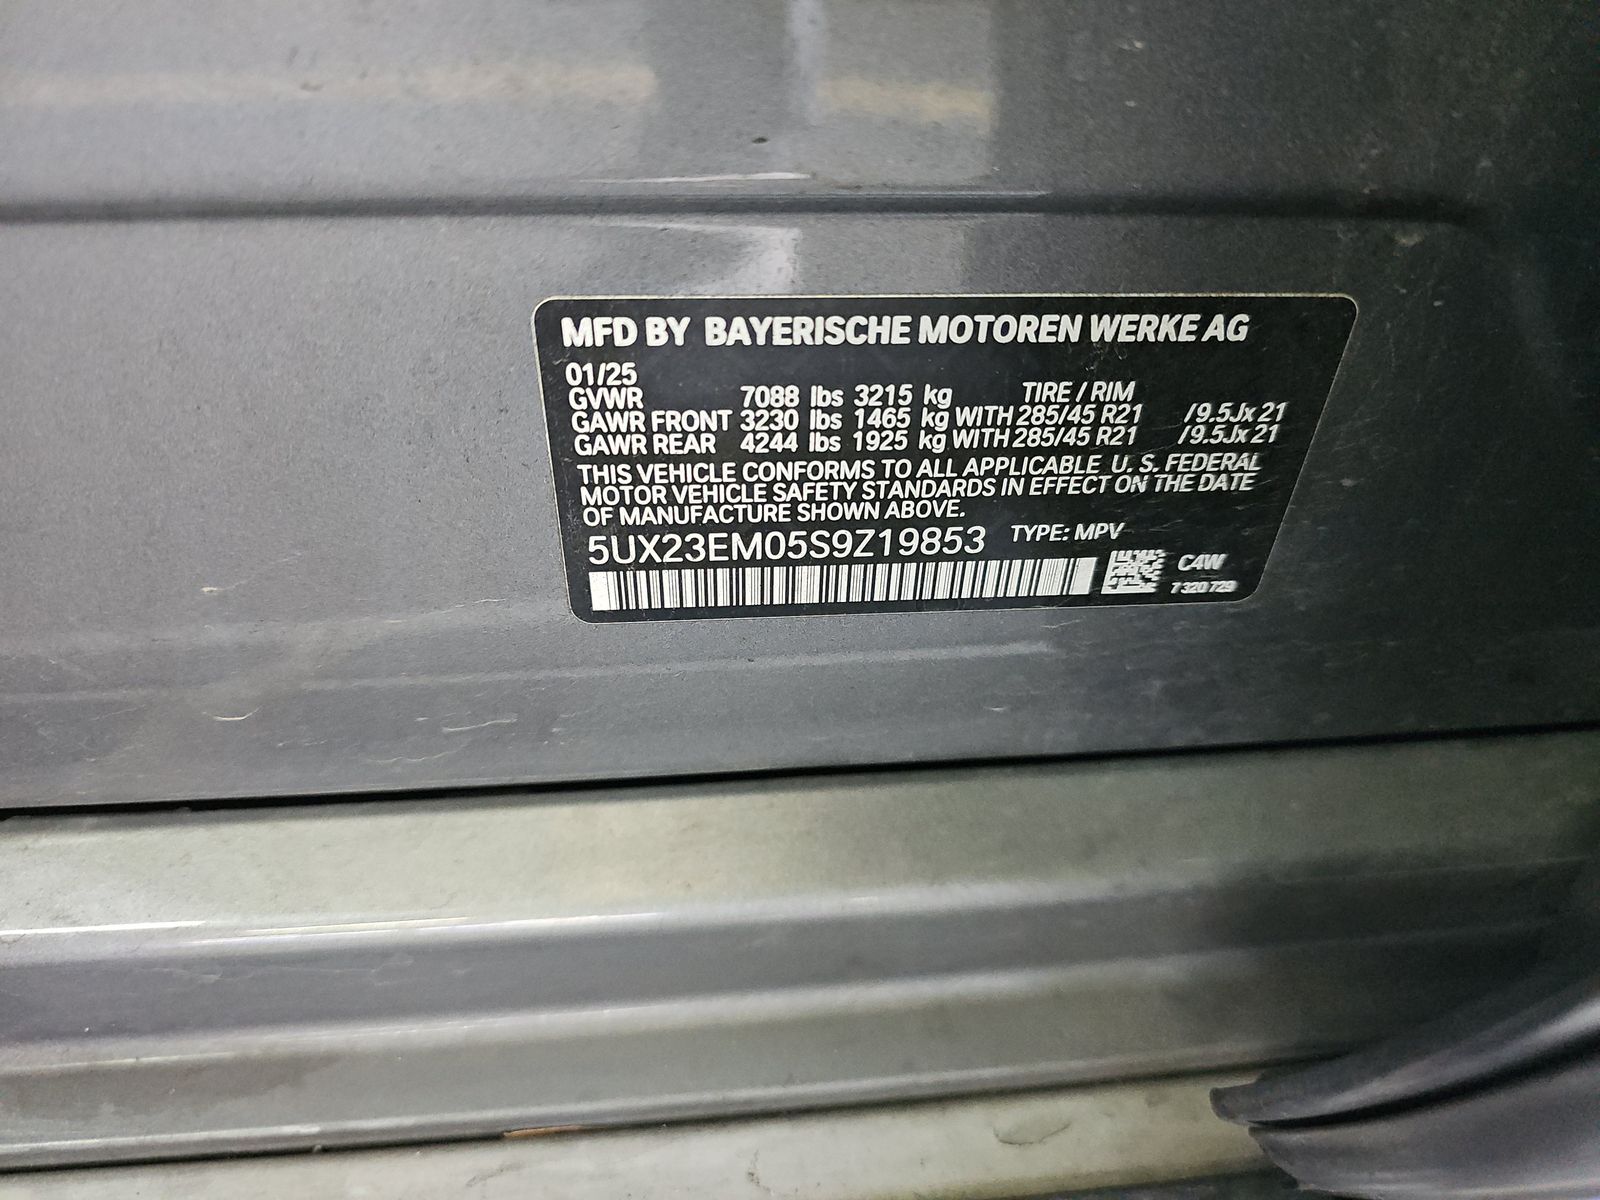 MFD BY BAYERISCHE MOTOREN WERKE AG
01/25
GVWR 7088 lbs 3215 kg TIRE / RIM
GAWR FRONT 3230 lbs 1465 kg WITH 285/45 R21 /9.5Jx21
GAWR REAR 4244 lbs 1925 kg WITH 285/45 R21 /9.5Jx21
THIS VEHICLE CONFORMS TO ALL APPLICABLE U. S. FEDERAL
MOTOR VEHICLE SAFETY STANDARDS IN EFFECT ON THE DATE
OF MANUFACTURE SHOWN ABOVE.
5UX23EM05S9Z19853 TYPE: MPV
C4W
7 320 729